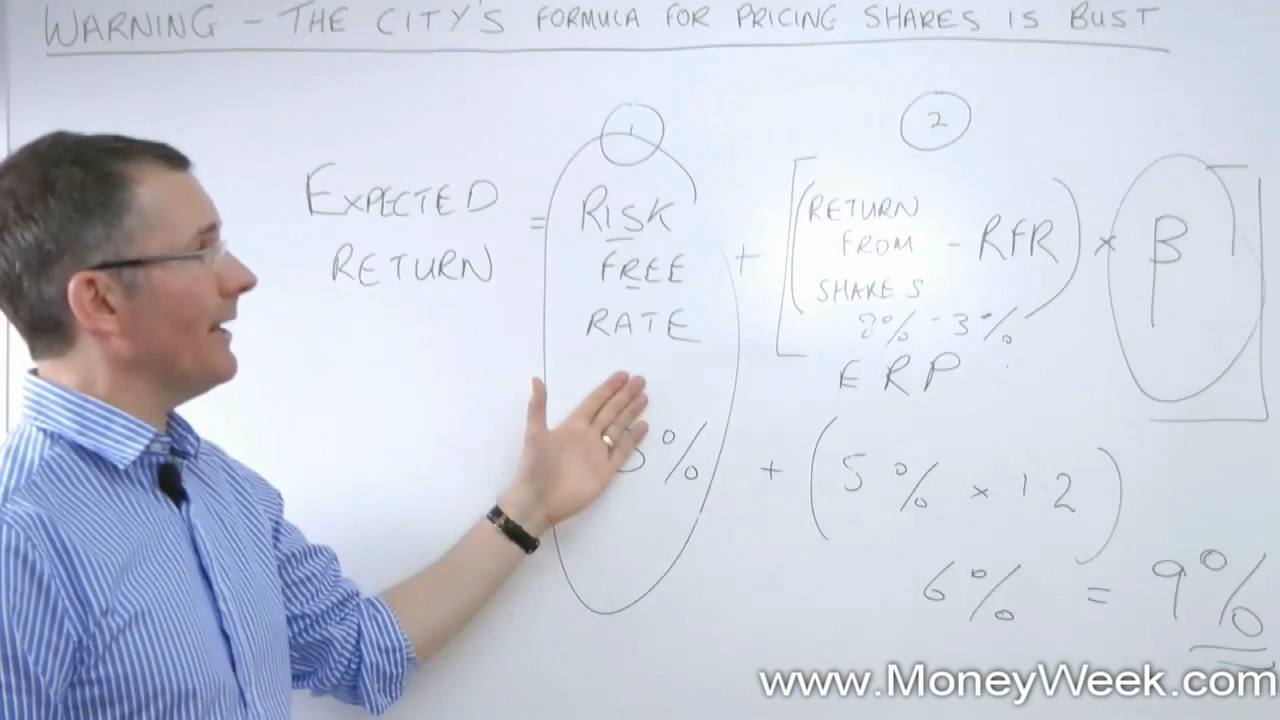 WARNING - THE CITY'S FORMULA FOR PRICING SHARES IS BUST
1
2
EXPECTED RETURN
=
RISK FREE RATE
+
[(RETURN FROM SHARES - RFR) × β]
8% - 3%
ERP
3% + (5% × 1.2)
6% = 9%
www.MoneyWeek.com